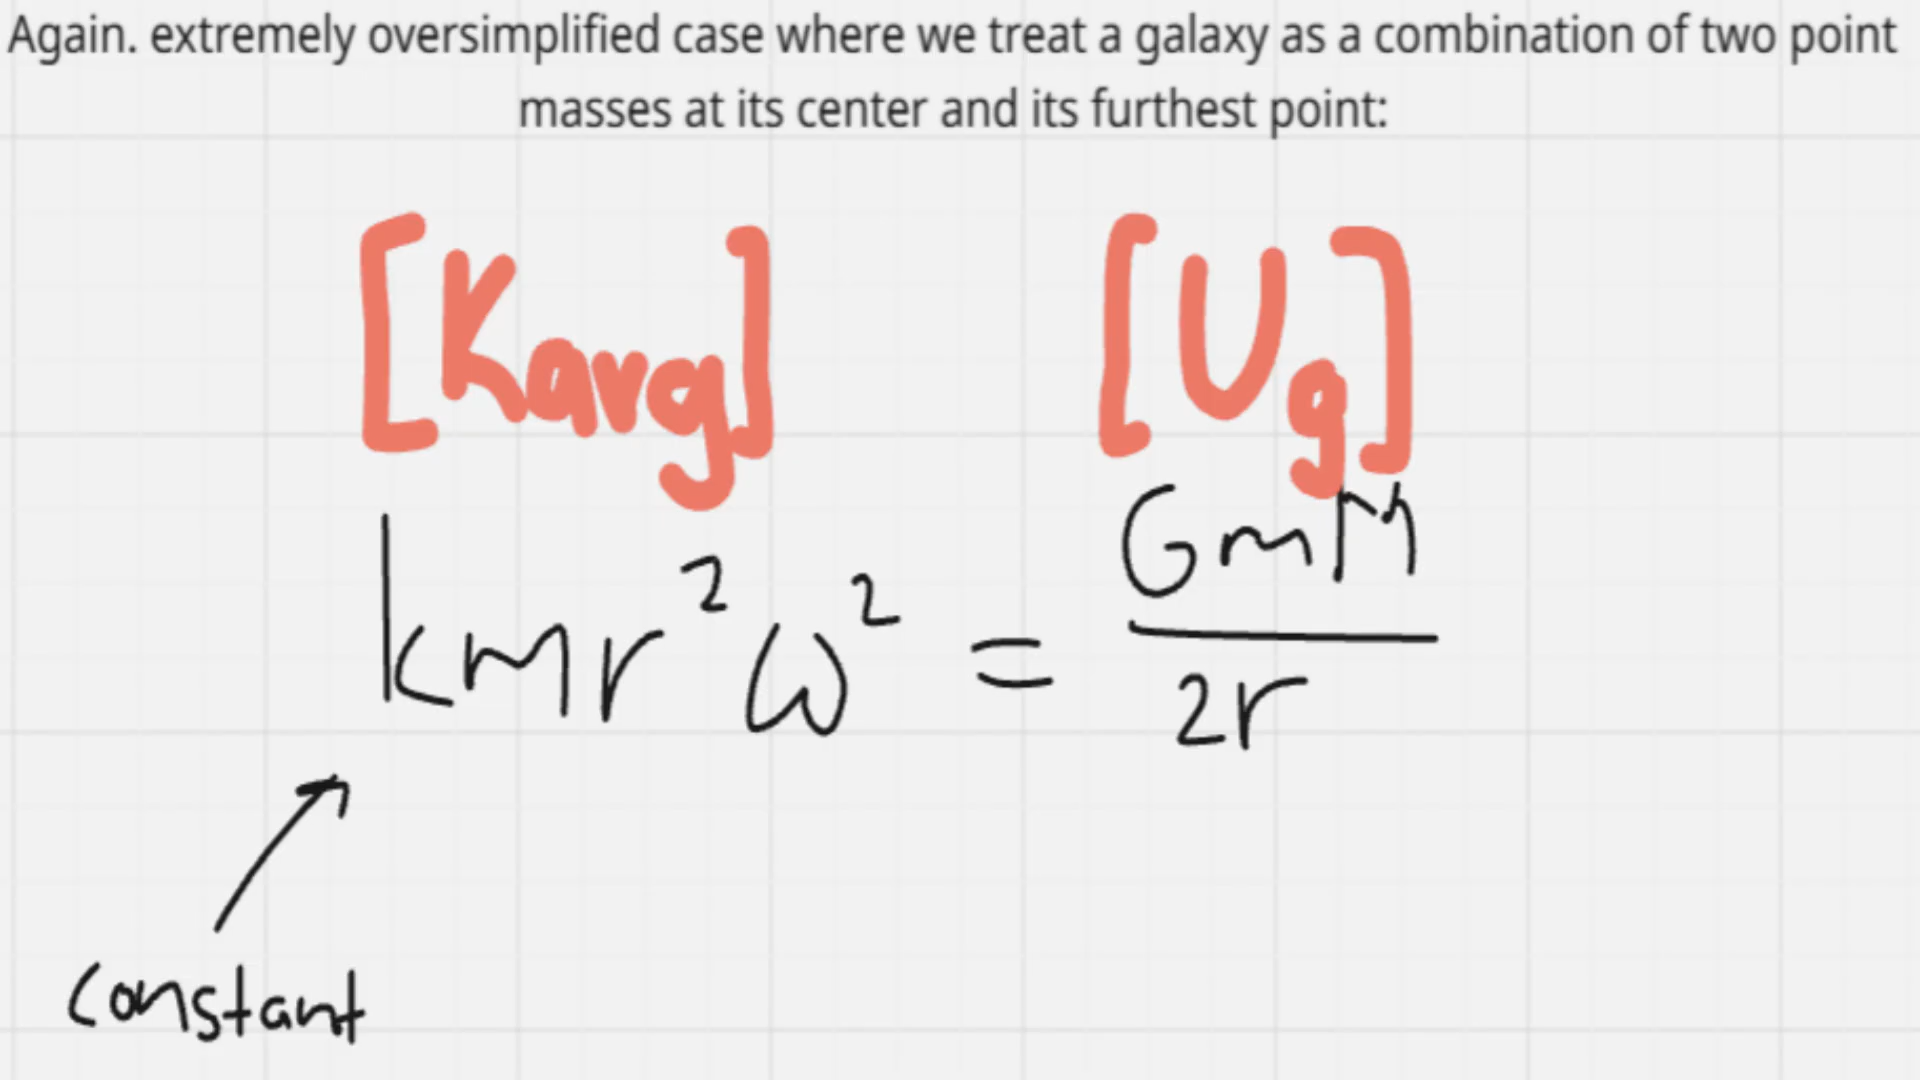 Again. extremely oversimplified case where we treat a galaxy as a combination of two point
masses at its center and its furthest point:
[Kavg] [Ug]
kmr²ω² = GmM/2r
constant